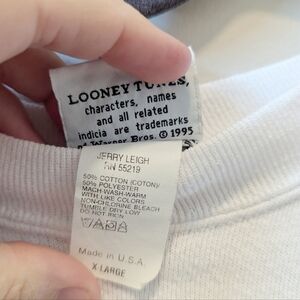 LOONEY TUNES,
characters, names
and all related
indicia are trademarks
of Warner Bros. © 1995
JERRY LEIGH
RN 55219
50% COTTON (COTON)
50% POLYESTER
MACH-WASH-WARM
WITH LIKE COLORS
NON-CHLORINE BLEACH
TUMBLE DRY LOW
DO NOT IRON
Made in U.S.A.
X LARGE